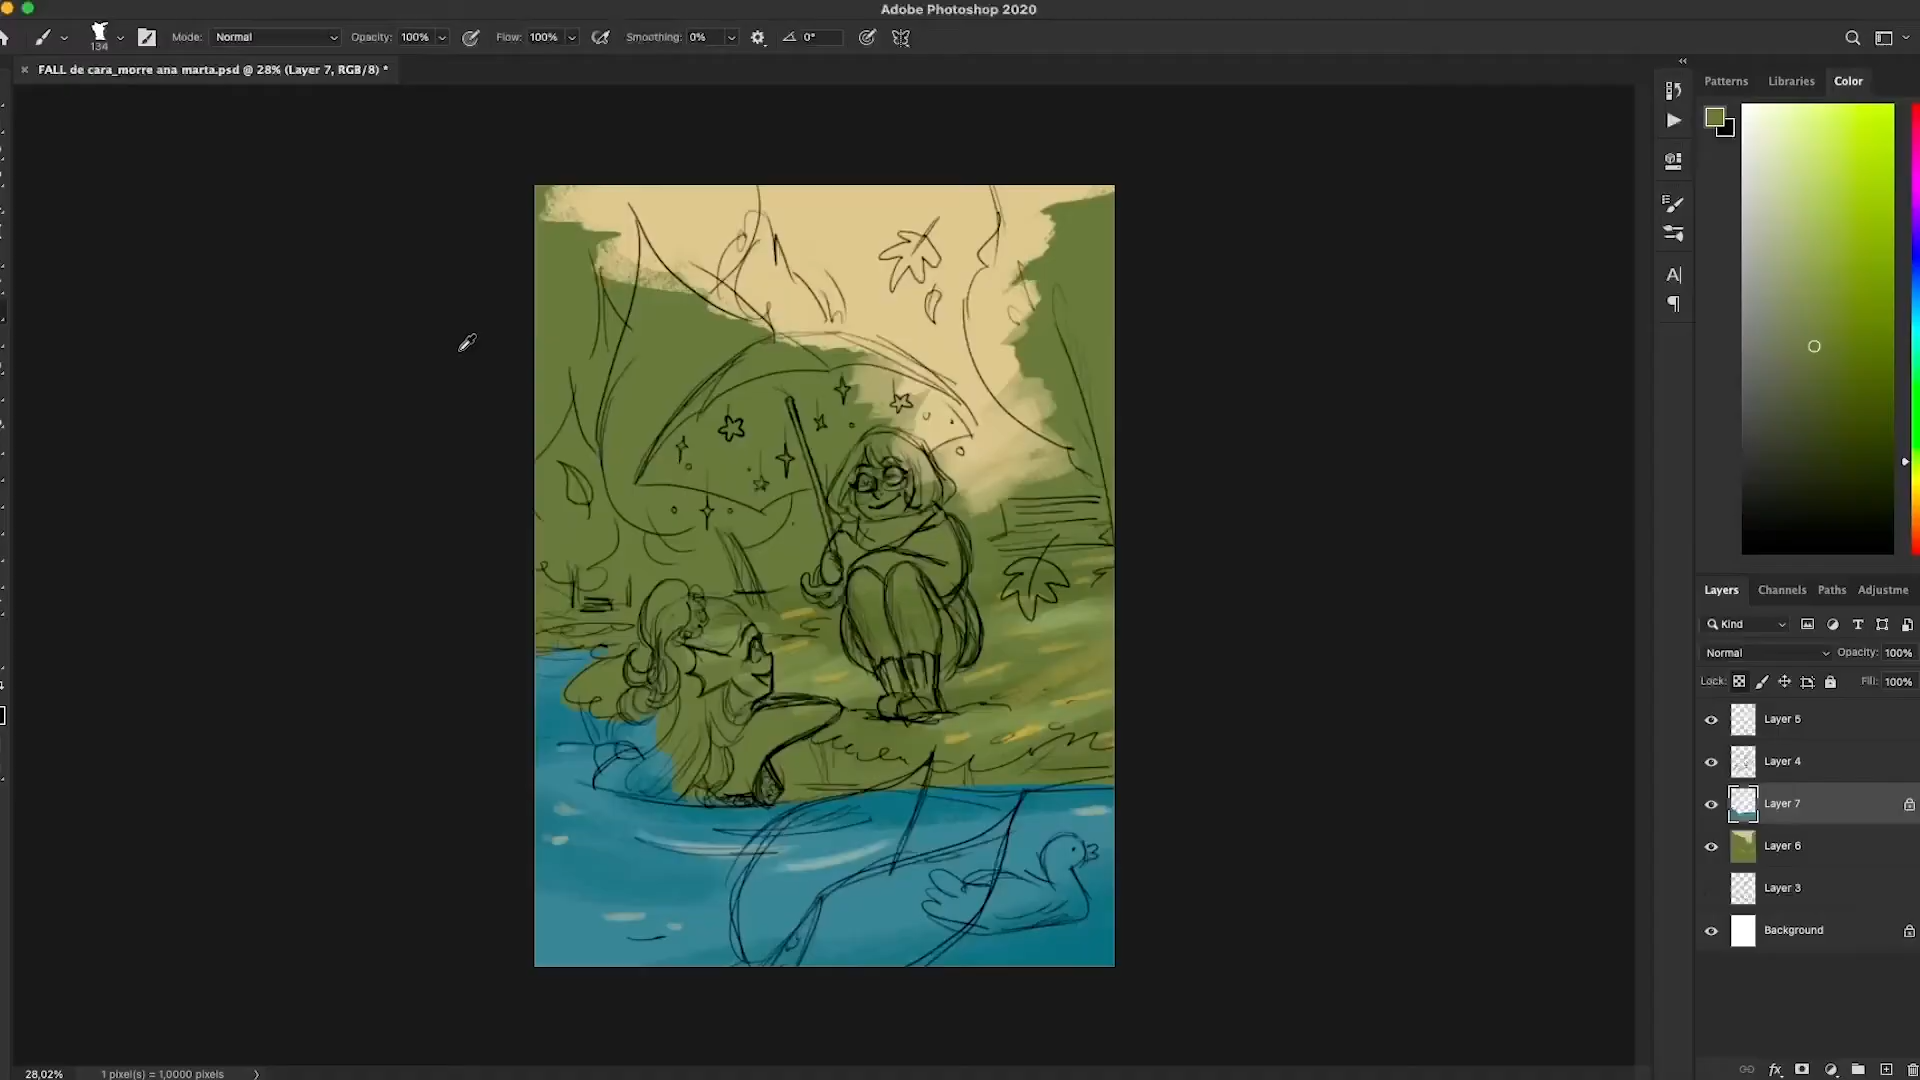 Adobe Photoshop 2020
134
Mode: Normal Opacity: 100% Flow: 100% Smoothing: 0% 0°
× FALL de cara_morre ana marta.psd @ 28% (Layer 7, RGB/8) *
Patterns Libraries Color
Layers Channels Paths Adjustme
Kind
Normal Opacity: 100%
Lock: Fill: 100%
Layer 5
Layer 4
Layer 7
Layer 6
Layer 3
Background
fx
28,02% 1 pixel(s) = 1,0000 pixels